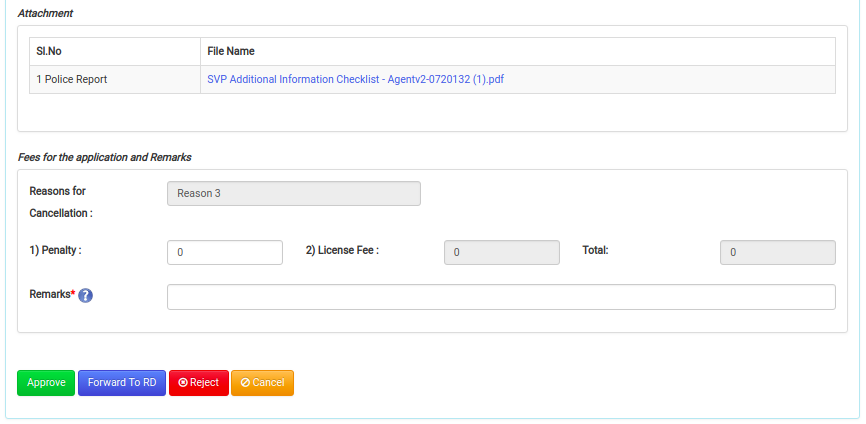 Attachment
Sl.No File Name
1 Police Report SVP Additional Information Checklist - Agentv2-0720132 (1).pdf
Fees for the application and Remarks
Reasons for Reason 3
Cancellation :
1) Penalty : 0 2) License Fee : 0 Total: 0
Remarks* ?
Approve Forward To RD Reject Cancel